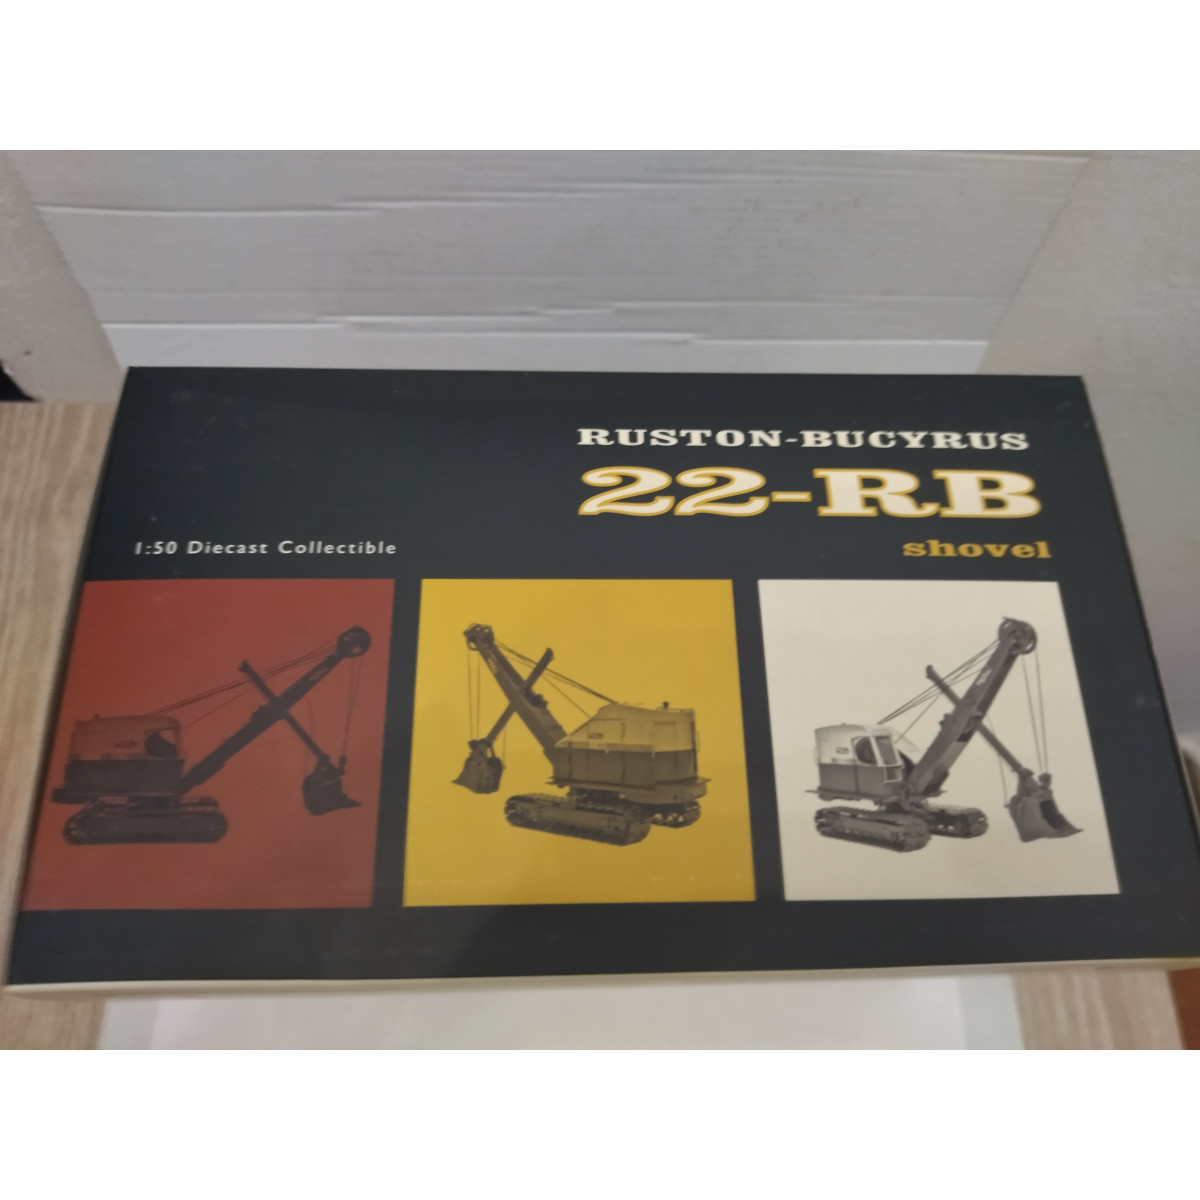 RUSTON-BUCYRUS
22-RB
shovel
1:50 Diecast Collectible